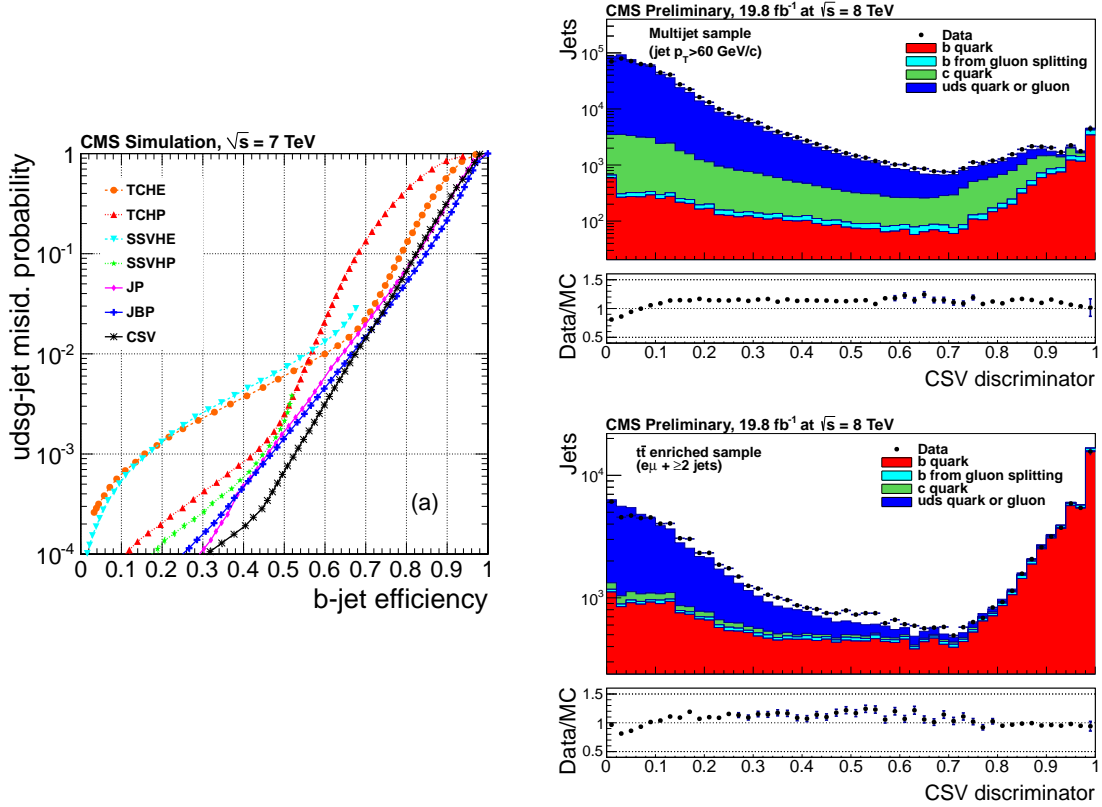 CMS Simulation, √s = 7 TeV
udsg-jet misid. probability
1
10⁻¹
10⁻²
10⁻³
10⁻⁴
TCHE
TCHP
SSVHE
SSVHP
JP
JBP
CSV
(a)
0 0.1 0.2 0.3 0.4 0.5 0.6 0.7 0.8 0.9 1
b-jet efficiency
CMS Preliminary, 19.8 fb⁻¹ at √s = 8 TeV
Jets
10⁵
10⁴
10³
10²
Multijet sample
(jet p_T>60 GeV/c)
Data
b quark
b from gluon splitting
c quark
uds quark or gluon
Data/MC
1.5
1
0.5
0 0.1 0.2 0.3 0.4 0.5 0.6 0.7 0.8 0.9 1
CSV discriminator
CMS Preliminary, 19.8 fb⁻¹ at √s = 8 TeV
Jets
10⁴
10³
tt̄ enriched sample
(eμ + ≥2 jets)
Data
b quark
b from gluon splitting
c quark
uds quark or gluon
Data/MC
1.5
1
0.5
0 0.1 0.2 0.3 0.4 0.5 0.6 0.7 0.8 0.9 1
CSV discriminator